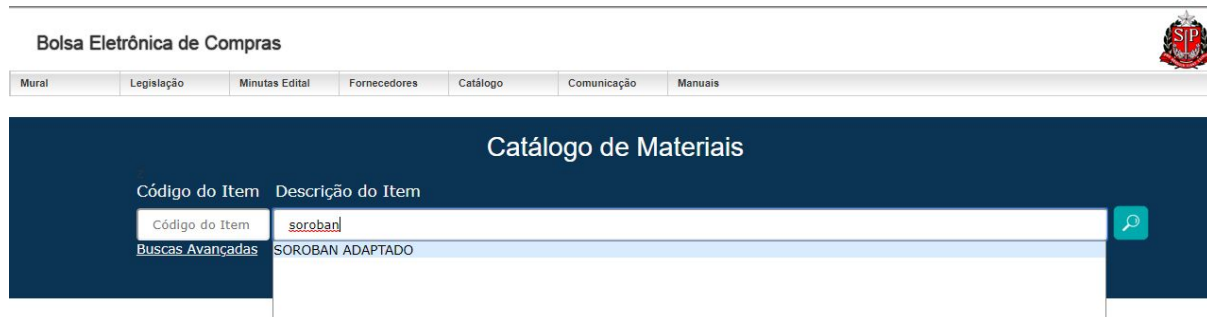 Bolsa Eletrônica de Compras
SP
Mural Legislação Minutas Edital Fornecedores Catálogo Comunicação Manuais
Catálogo de Materiais
Código do Item Descrição do Item
Código do Item soroban
Buscas Avançadas SOROBAN ADAPTADO